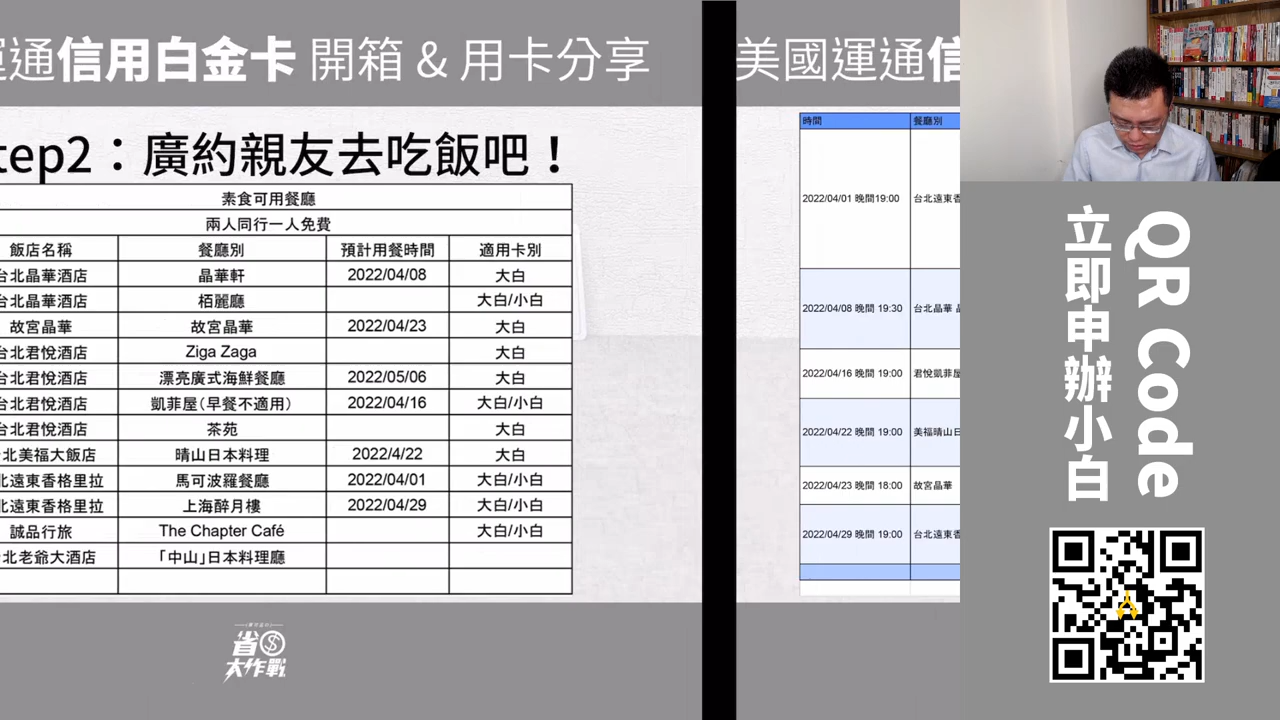 運通信用白金卡 開箱 & 用卡分享
tep2：廣約親友去吃飯吧！
素食可用餐廳
兩人同行一人免費
飯店名稱 餐廳別 預計用餐時間 適用卡別
台北晶華酒店 晶華軒 2022/04/08 大白
台北晶華酒店 栢麗廳 大白/小白
故宮晶華 故宮晶華 2022/04/23 大白
台北君悅酒店 Ziga Zaga 大白
台北君悅酒店 漂亮廣式海鮮餐廳 2022/05/06 大白
台北君悅酒店 凱菲屋（早餐不適用） 2022/04/16 大白/小白
台北君悅酒店 茶苑 大白
台北美福大飯店 晴山日本料理 2022/4/22 大白
北遠東香格里拉 馬可波羅餐廳 2022/04/01 大白/小白
北遠東香格里拉 上海醉月樓 2022/04/29 大白/小白
誠品行旅 The Chapter Café 大白/小白
北老爺大酒店 「中山」日本料理廳
省$
大作戰
美國運通信
時間 餐廳別
2022/04/01 晚間19:00 台北遠東香
2022/04/08 晚間 19:30 台北晶華 晶
2022/04/16 晚間 19:00 君悅凱菲屋
2022/04/22 晚間 19:00 美福晴山日
2022/04/23 晚間 18:00 故宮晶華
2022/04/29 晚間 19:00 台北遠東香
QR Code
立即申辦小白